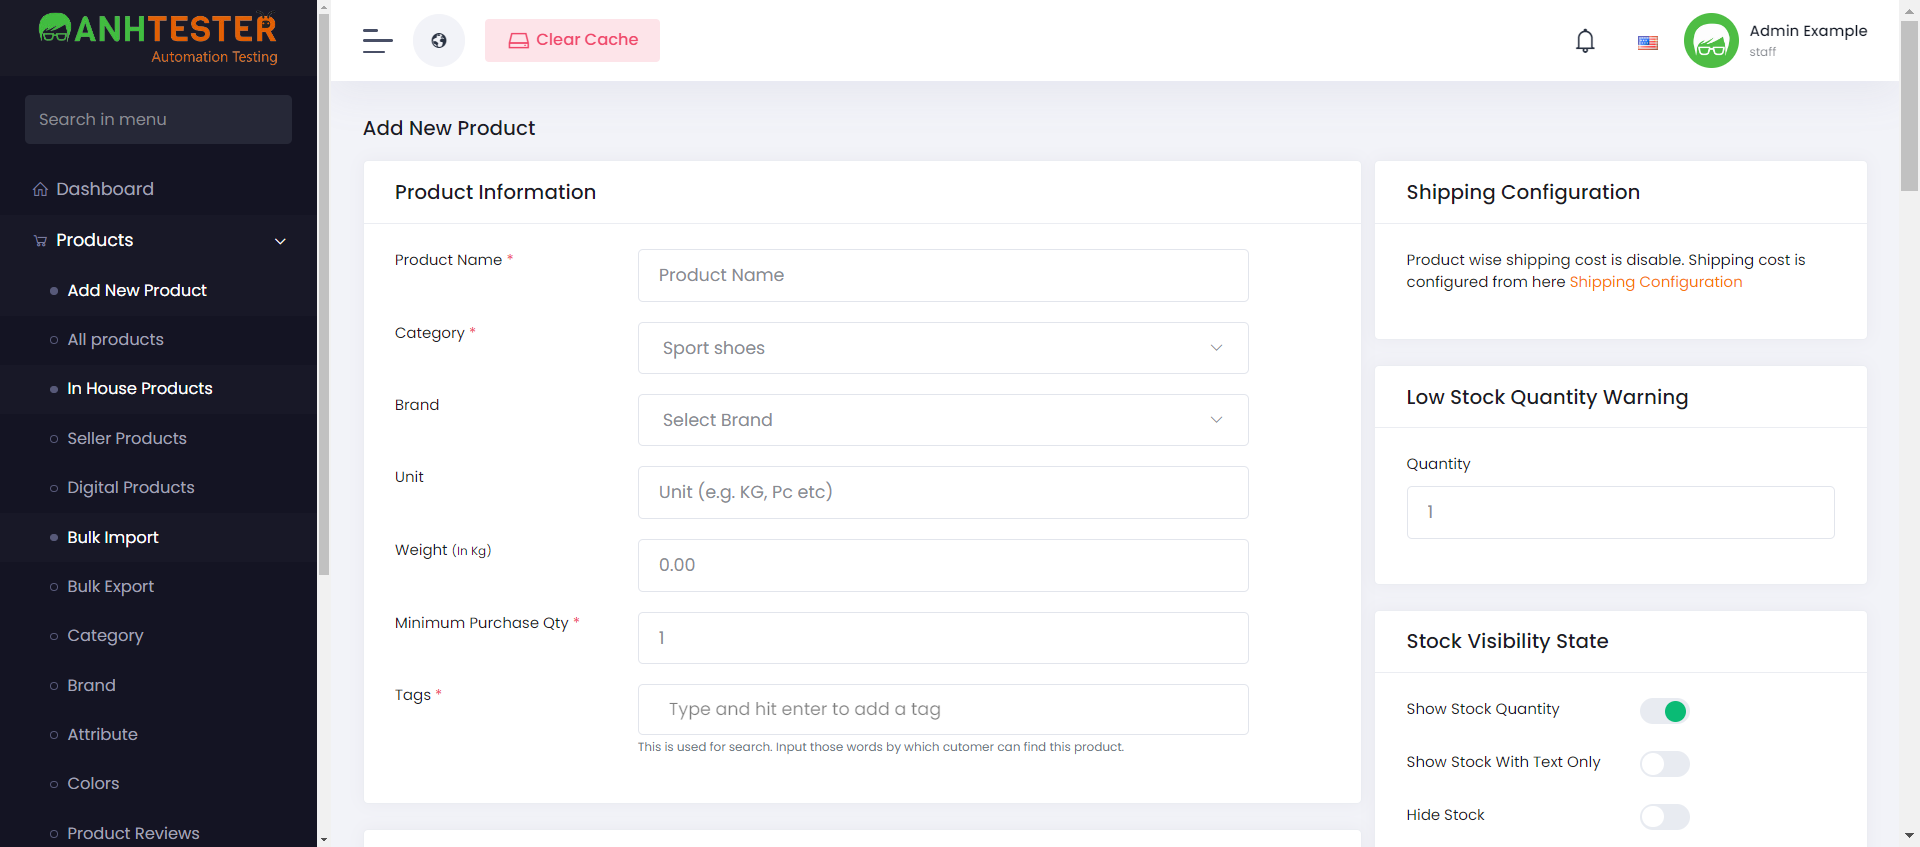 ANHTESTER
Automation Testing
Search in menu
Dashboard
Products
Add New Product
All products
In House Products
Seller Products
Digital Products
Bulk Import
Bulk Export
Category
Brand
Attribute
Colors
Product Reviews
Clear Cache
Admin Example
staff
Add New Product
Product Information
Product Name *
Product Name
Category *
Sport shoes
Brand
Select Brand
Unit
Unit (e.g. KG, Pc etc)
Weight (In Kg)
0.00
Minimum Purchase Qty *
1
Tags *
Type and hit enter to add a tag
This is used for search. Input those words by which cutomer can find this product.
Shipping Configuration
Product wise shipping cost is disable. Shipping cost is
configured from here Shipping Configuration
Low Stock Quantity Warning
Quantity
1
Stock Visibility State
Show Stock Quantity
Show Stock With Text Only
Hide Stock